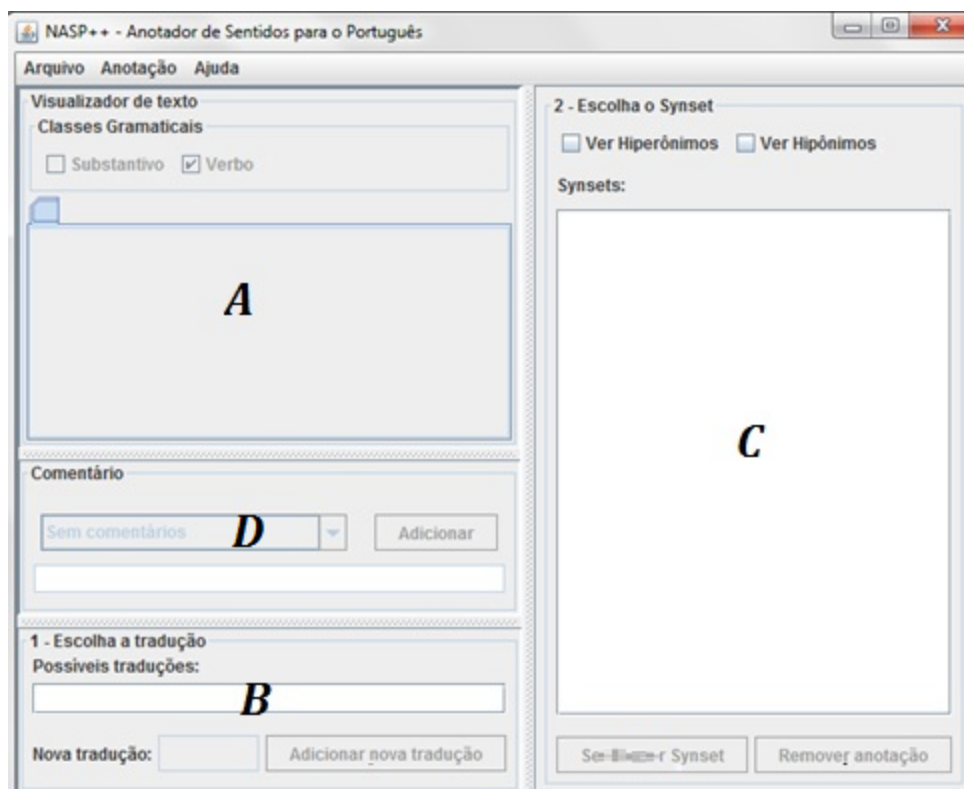 NASP++ - Anotador de Sentidos para o Português
Arquivo Anotação Ajuda
Visualizador de texto
Classes Gramaticais
Substantivo Verbo
A
Comentário
Sem comentários D Adicionar
1 - Escolha a tradução
Possíveis traduções:
B
Nova tradução: Adicionar nova tradução
2 - Escolha o Synset
Ver Hiperônimos Ver Hipônimos
Synsets:
C
Synset Remover anotação